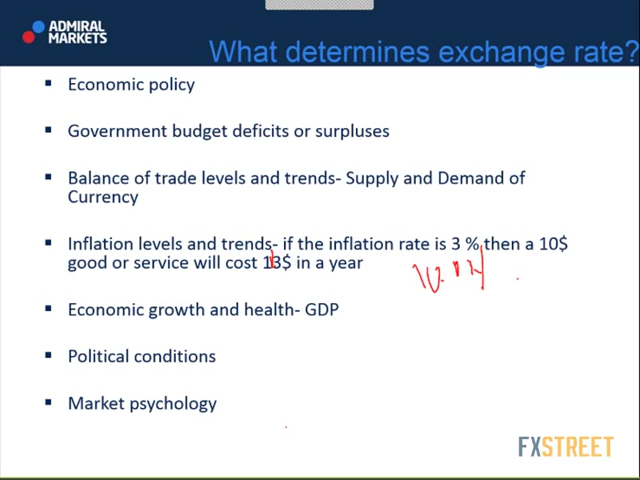 ADMIRAL
MARKETS
What determines exchange rate?
▪ Economic policy
▪ Government budget deficits or surpluses
▪ Balance of trade levels and trends- Supply and Demand of
Currency
▪ Inflation levels and trends- if the inflation rate is 3 % then a 10$
good or service will cost 13$ in a year
▪ Economic growth and health- GDP
▪ Political conditions
▪ Market psychology
FXSTREET